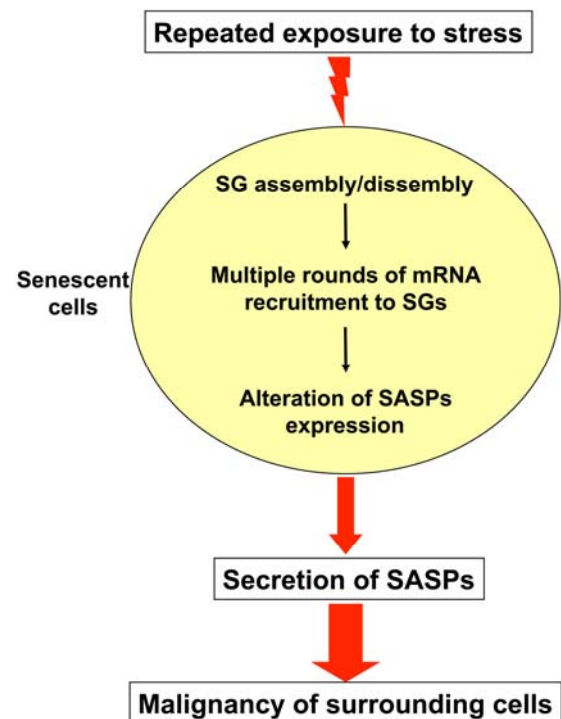 Repeated exposure to stress
SG assembly/dissembly
Senescent
cells
Multiple rounds of mRNA
recruitment to SGs
Alteration of SASPs
expression
Secretion of SASPs
Malignancy of surrounding cells